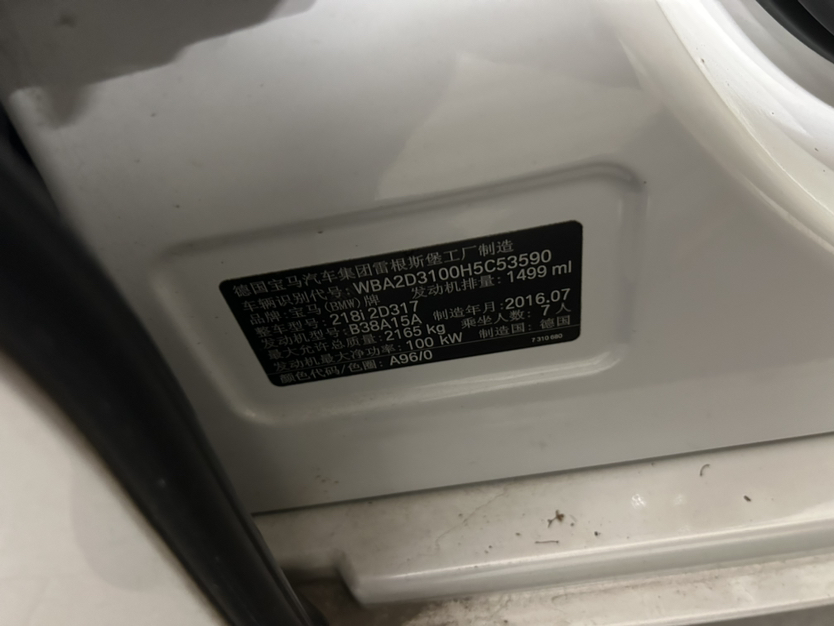 德国宝马汽车集团雷根斯堡工厂制造
车辆识别代号: WBA2D3100H5C53590
品牌: 宝马(BMW)牌 发动机排量: 1499 ml
整车型号: 218i 2D317
发动机型号: B38A15A 制造年月: 2016.07
最大允许总质量: 2165 kg 乘坐人数: 7 人
发动机最大净功率: 100 kW 制造国: 德国
颜色代码/色圈: A96/0
7 310 680